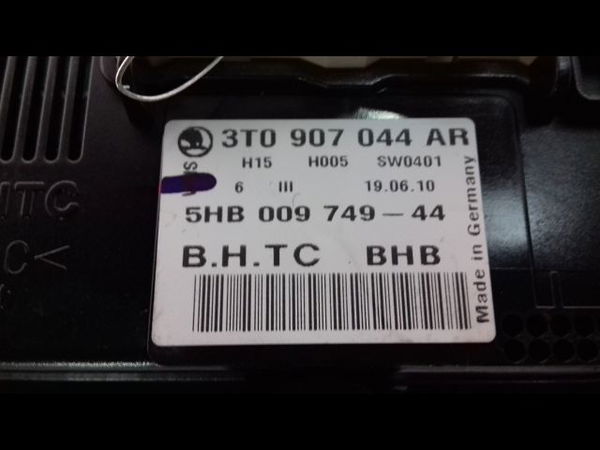 3T0 907 044 AR
H15 H005 SW0401
6 III 19.06.10
5HB 009 749-44
B.H.TC BHB
Made in Germany
C<